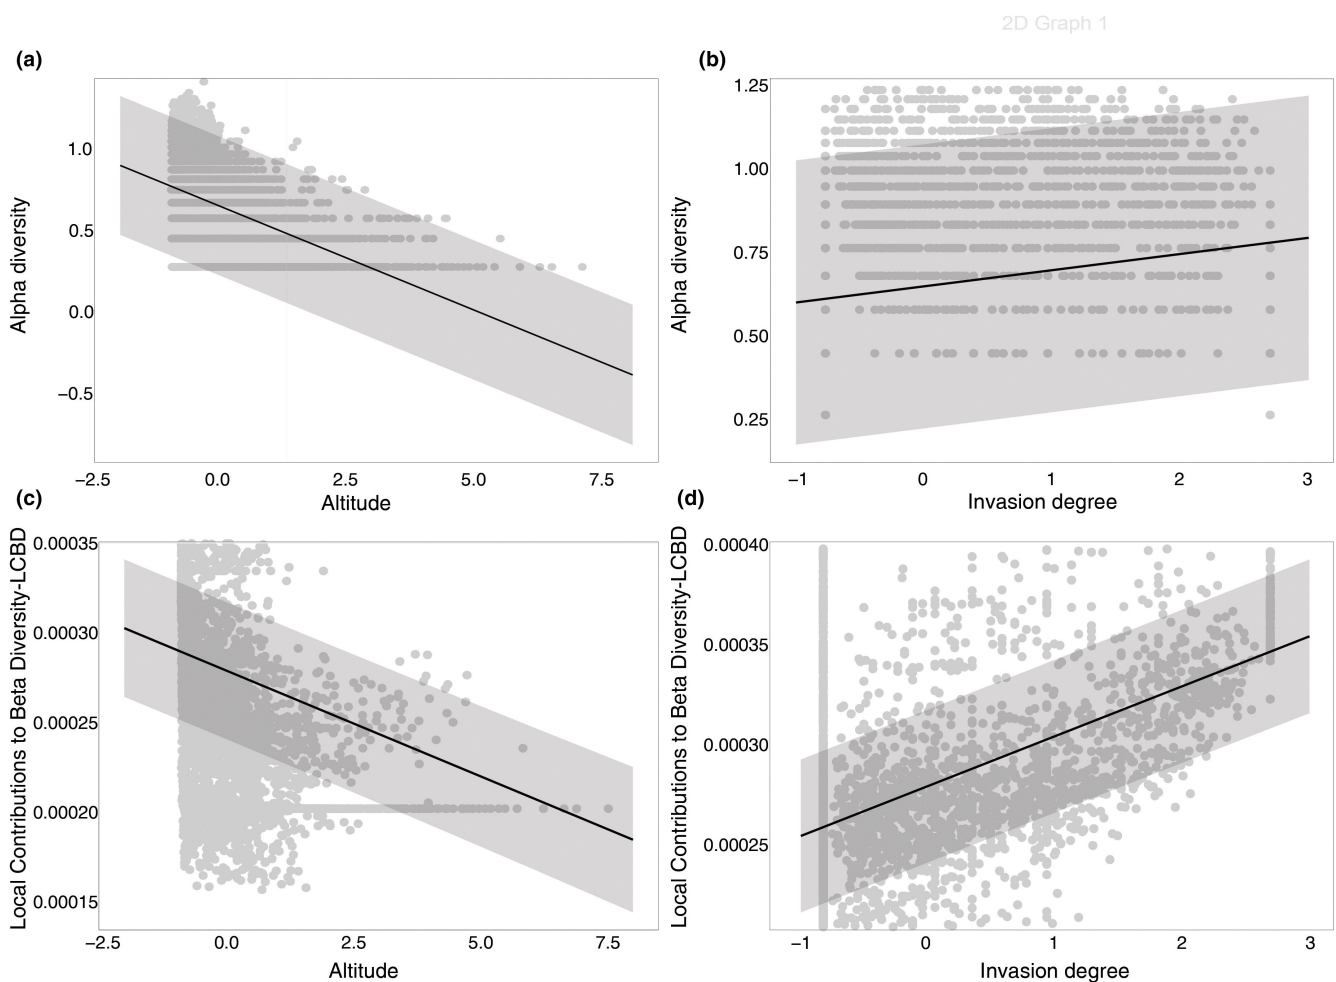 2D Graph 1
(a)
(b)
Alpha diversity
1.0
0.5
0.0
−0.5
−2.5
0.0
2.5
5.0
7.5
Altitude
Alpha diversity
1.25
1.00
0.75
0.50
0.25
−1
0
1
2
3
Invasion degree
(c)
(d)
Local Contributions to Beta Diversity-LCBD
0.00035
0.00030
0.00025
0.00020
0.00015
−2.5
0.0
2.5
5.0
7.5
Altitude
Local Contributions to Beta Diversity-LCBD
0.00040
0.00035
0.00030
0.00025
−1
0
1
2
3
Invasion degree